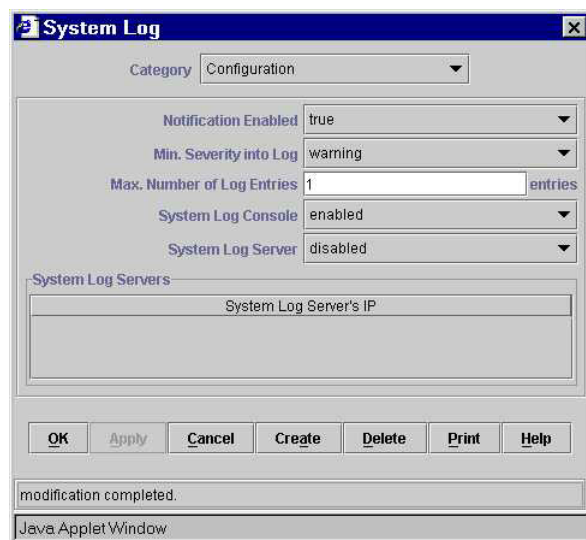 System Log
Category Configuration
Notification Enabled true
Min. Severity into Log warning
Max. Number of Log Entries 1 entries
System Log Console enabled
System Log Server disabled
System Log Servers
System Log Server's IP
OK Apply Cancel Create Delete Print Help
modification completed.
Java Applet Window